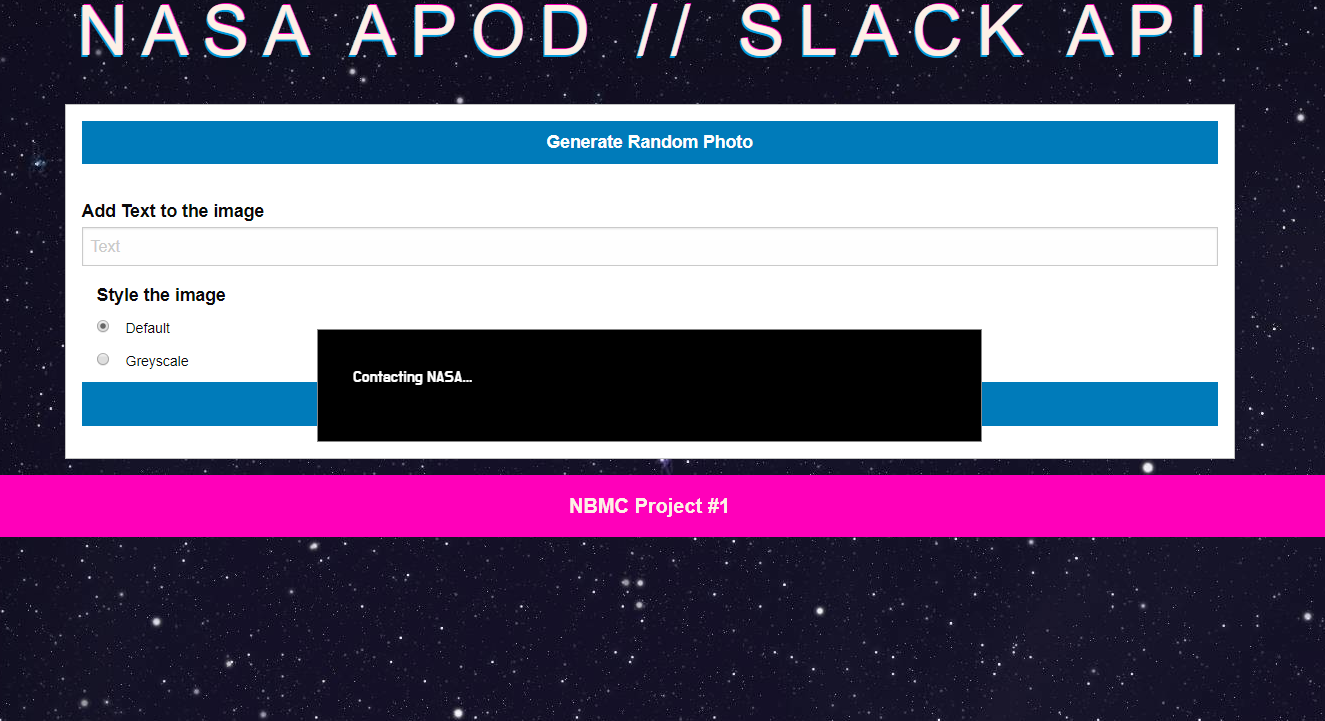 NASA APOD // SLACK API
Generate Random Photo
Add Text to the image
Text
Style the image
Default
Greyscale
Contacting NASA...
NBMC Project #1